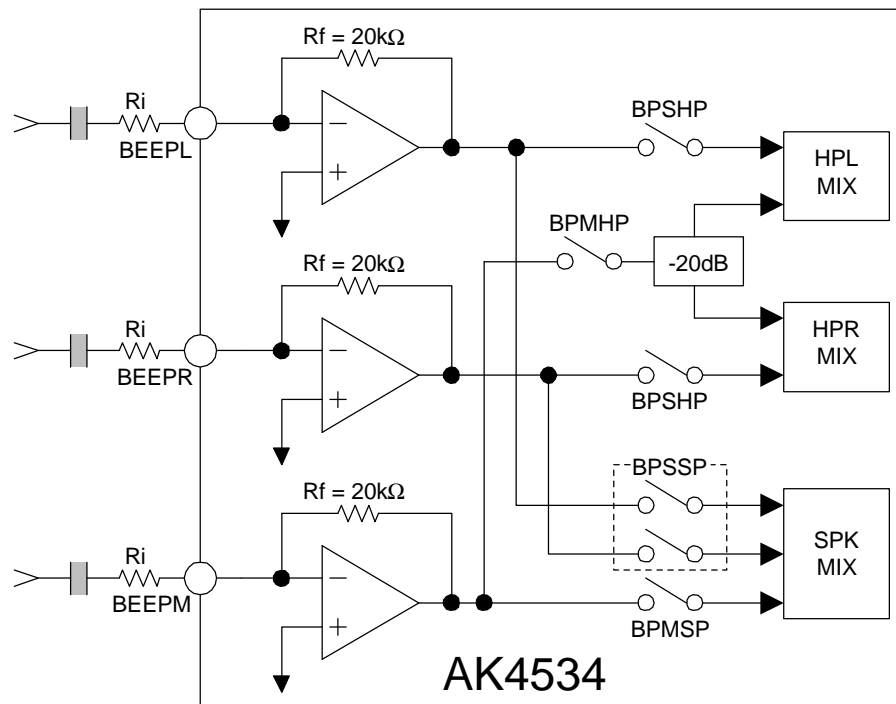 Rf = 20kΩ
Ri
BEEPL
−
+
BPSHP
HPL
MIX
BPMHP
-20dB
Rf = 20kΩ
Ri
BEEPR
−
+
HPR
MIX
BPSHP
Rf = 20kΩ
Ri
BEEPM
−
+
BPSSP
SPK
MIX
BPMSP
AK4534